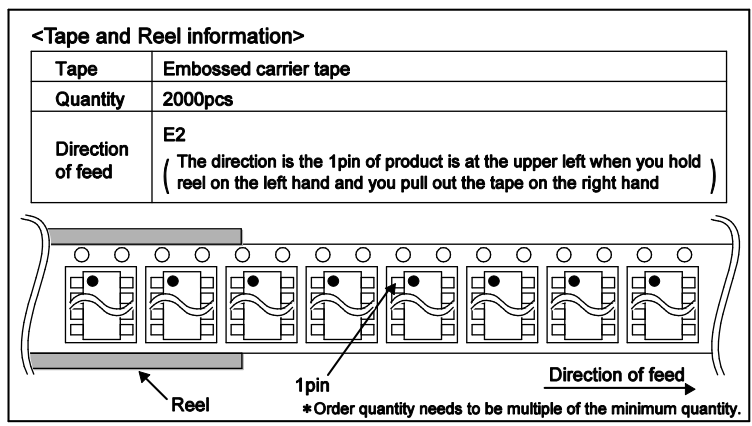 <Tape and Reel information>
Tape Embossed carrier tape
Quantity 2000pcs
Direction of feed E2
The direction is the 1pin of product is at the upper left when you hold
reel on the left hand and you pull out the tape on the right hand
Reel
1pin
Direction of feed
*Order quantity needs to be multiple of the minimum quantity.